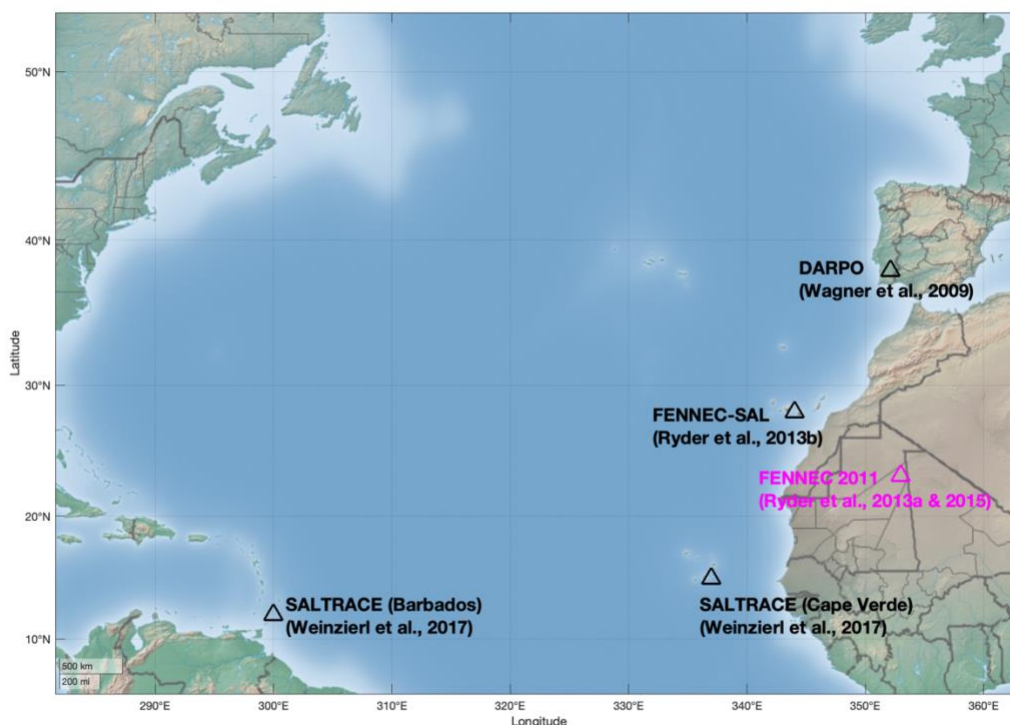 50°N
40°N
Latitude
30°N
20°N
10°N
DARPO
(Wagner et al., 2009)
FENNEC-SAL
(Ryder et al., 2013b)
FENNEC 2011
(Ryder et al., 2013a & 2015)
SALTRACE (Barbados)
(Weinzierl et al., 2017)
SALTRACE (Cape Verde)
(Weinzierl et al., 2017)
500 km
200 mi
290°E
300°E
310°E
320°E
330°E
340°E
350°E
360°E
Longitude